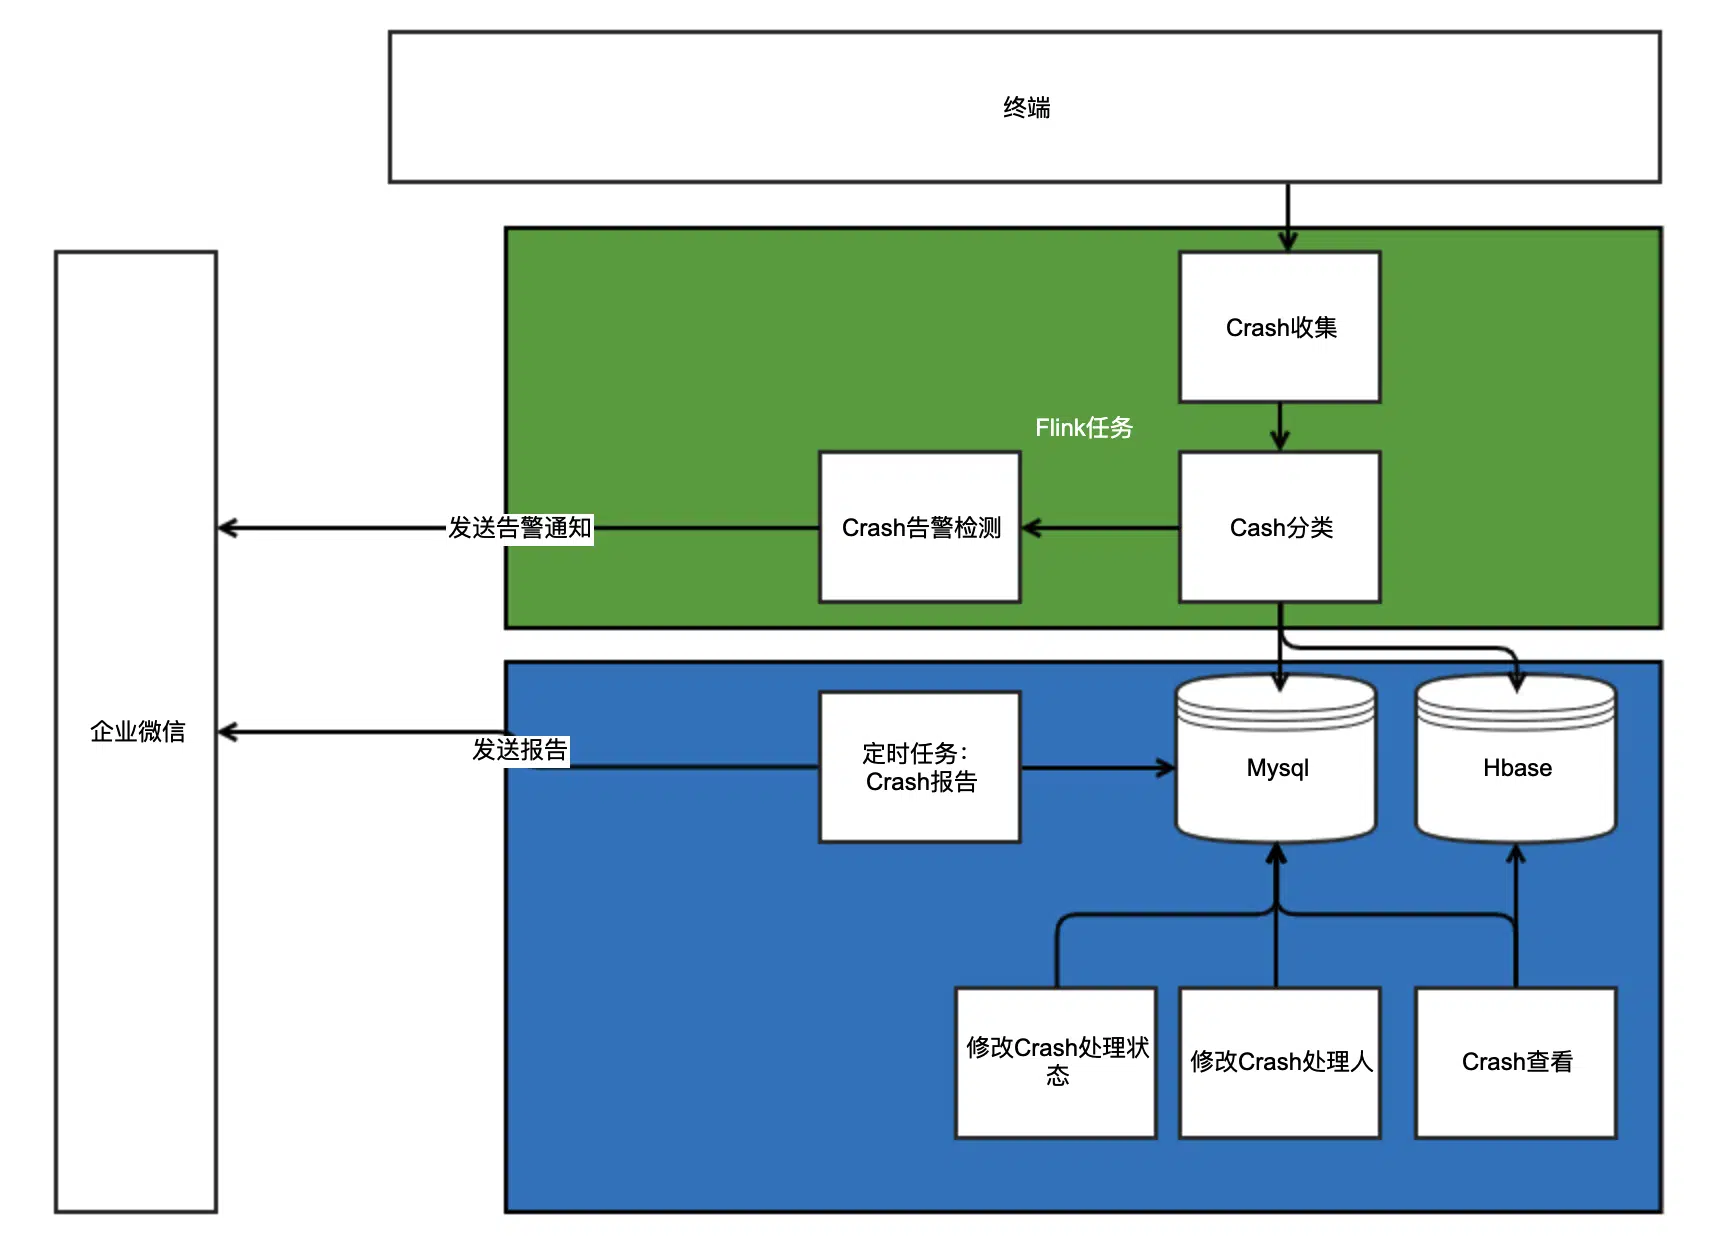 终端
Crash收集
Flink任务
发送告警通知
Crash告警检测
Cash分类
企业微信
发送报告
定时任务：
Crash报告
Mysql
Hbase
修改Crash处理状
态
修改Crash处理人
Crash查看